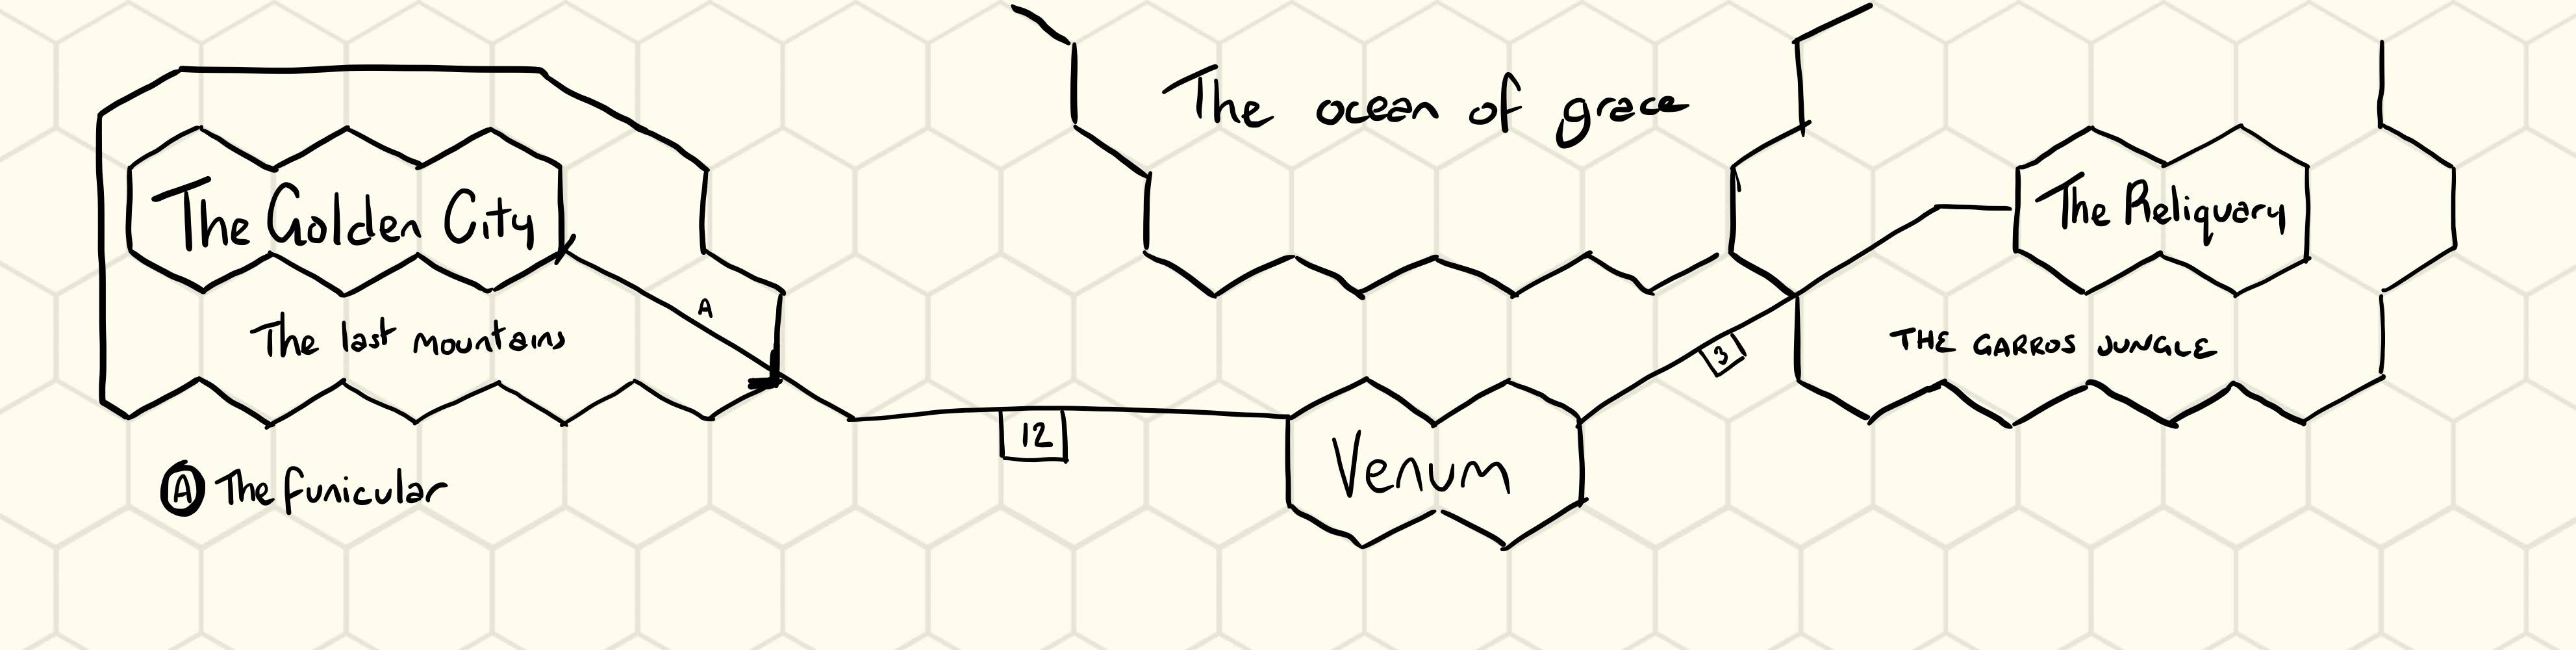 The ocean of grace
The Golden City
The Reliquary
A
The last mountains
THE GARROS JUNGLE
3
12
Venum
A The funicular